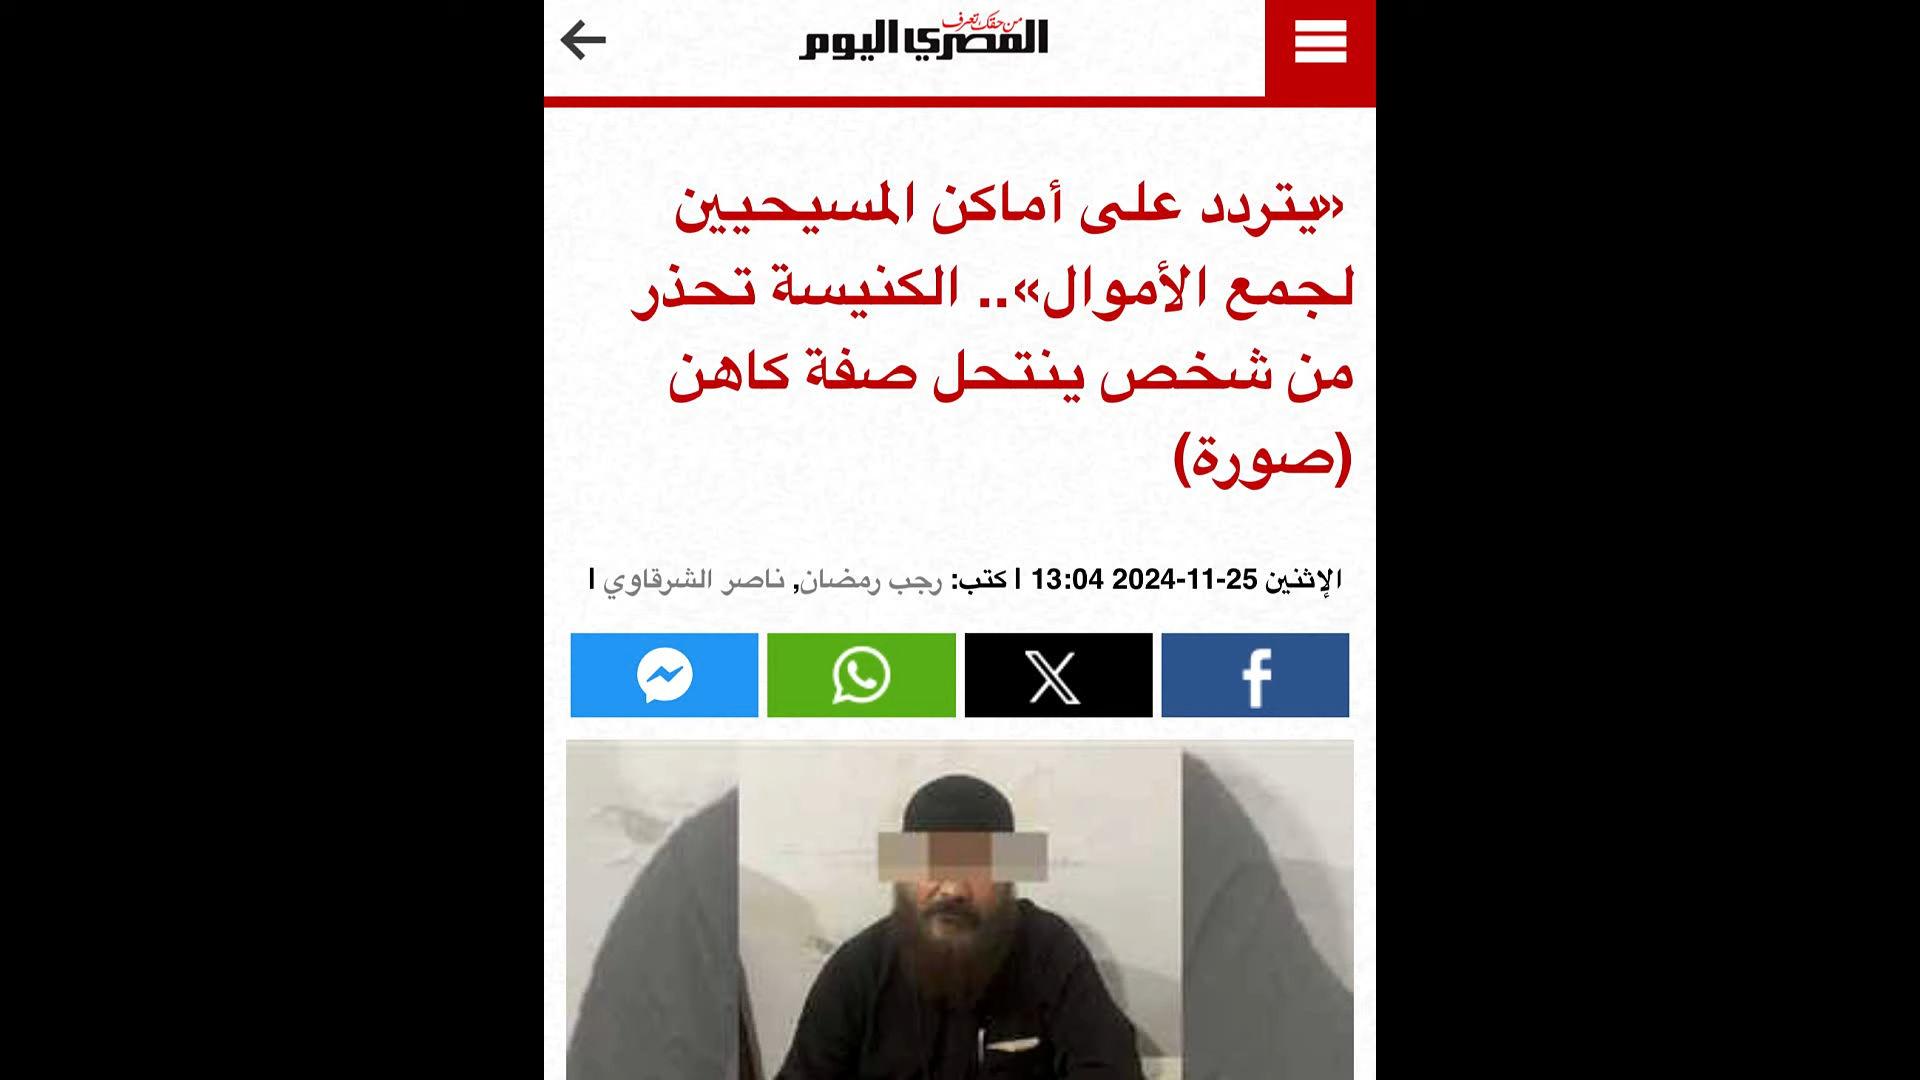 من حقك تعرف
المصري اليوم
«يتردد على أماكن المسيحيين
لجمع الأموال».. الكنيسة تحذر
من شخص ينتحل صفة كاهن
(صورة)
الإثنين 25-11-2024 13:04 | كتب: رجب رمضان, ناصر الشرقاوي |